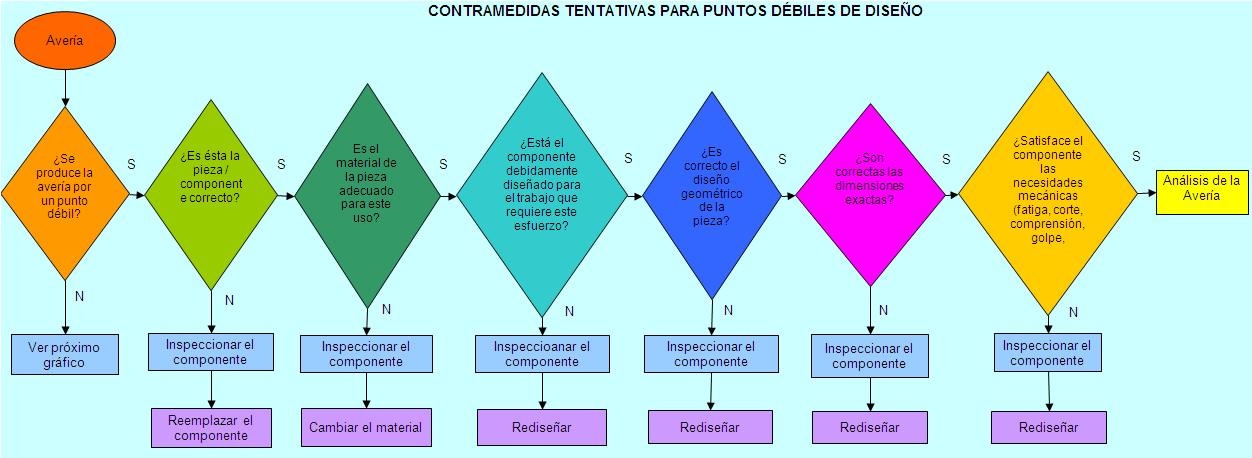 CONTRAMEDIDAS TENTATIVAS PARA PUNTOS DÉBILES DE DISEÑO
Avería
¿Se
produce la
avería por
un punto
débil?
S
N
Ver próximo
gráfico
¿Es ésta la
pieza /
component
e correcto?
S
N
Inspeccionar el
componente
Reemplazar el
componente
Es el
material de
la pieza
adecuado
para este
uso?
S
N
Inspeccionar el
componente
Cambiar el material
¿Está el
componente
debidamente
diseñado para
el trabajo que
requiere este
esfuerzo?
S
N
Inspeccioanar el
componente
Rediseñar
¿Es
correcto el
diseño
geométrico
de la
pieza?
S
N
Inspeccionar el
componente
Rediseñar
¿Son
correctas las
dimensiones
exactas?
S
N
Inspeccionar el
componente
Rediseñar
¿Satisface el
componente
las
necesidades
mecánicas
(fatiga, corte,
comprensión,
golpe,
S
N
Inspeccionar el
componente
Rediseñar
Análisis de la
Avería